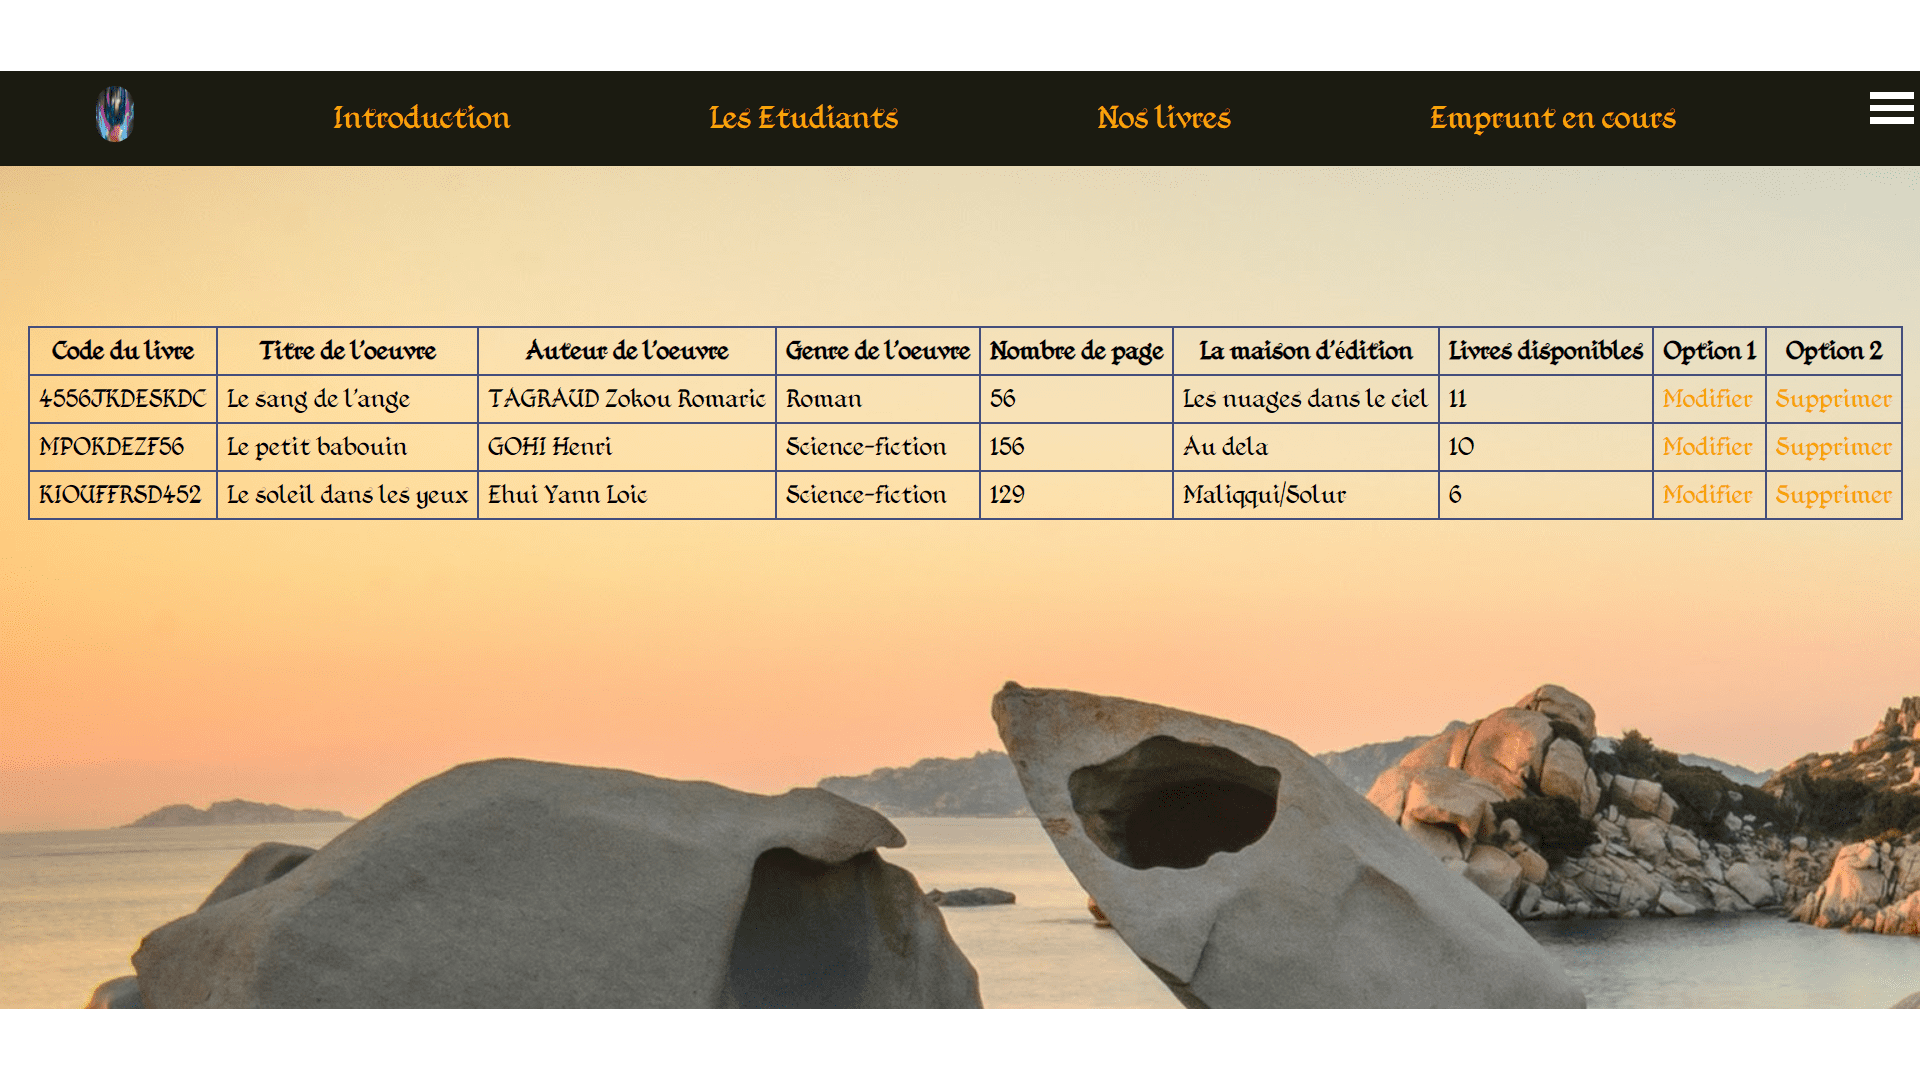 Introduction Les Etudiants Nos livres Emprunt en cours
Code du livre Titre de l'oeuvre Auteur de l'oeuvre Genre de l'oeuvre Nombre de page La maison d'édition Livres disponibles Option 1 Option 2
4556JKDESKDC Le sang de l'ange TAGRAUD Zokou Romaric Roman 56 Les nuages dans le ciel 11 Modifier Supprimer
MPOKDEZF56 Le petit babouin GOHI Henri Science-fiction 156 Au dela 10 Modifier Supprimer
KIOUFFRSD452 Le soleil dans les yeux Ehui Yann Loic Science-fiction 129 Maliqqui/Solur 6 Modifier Supprimer